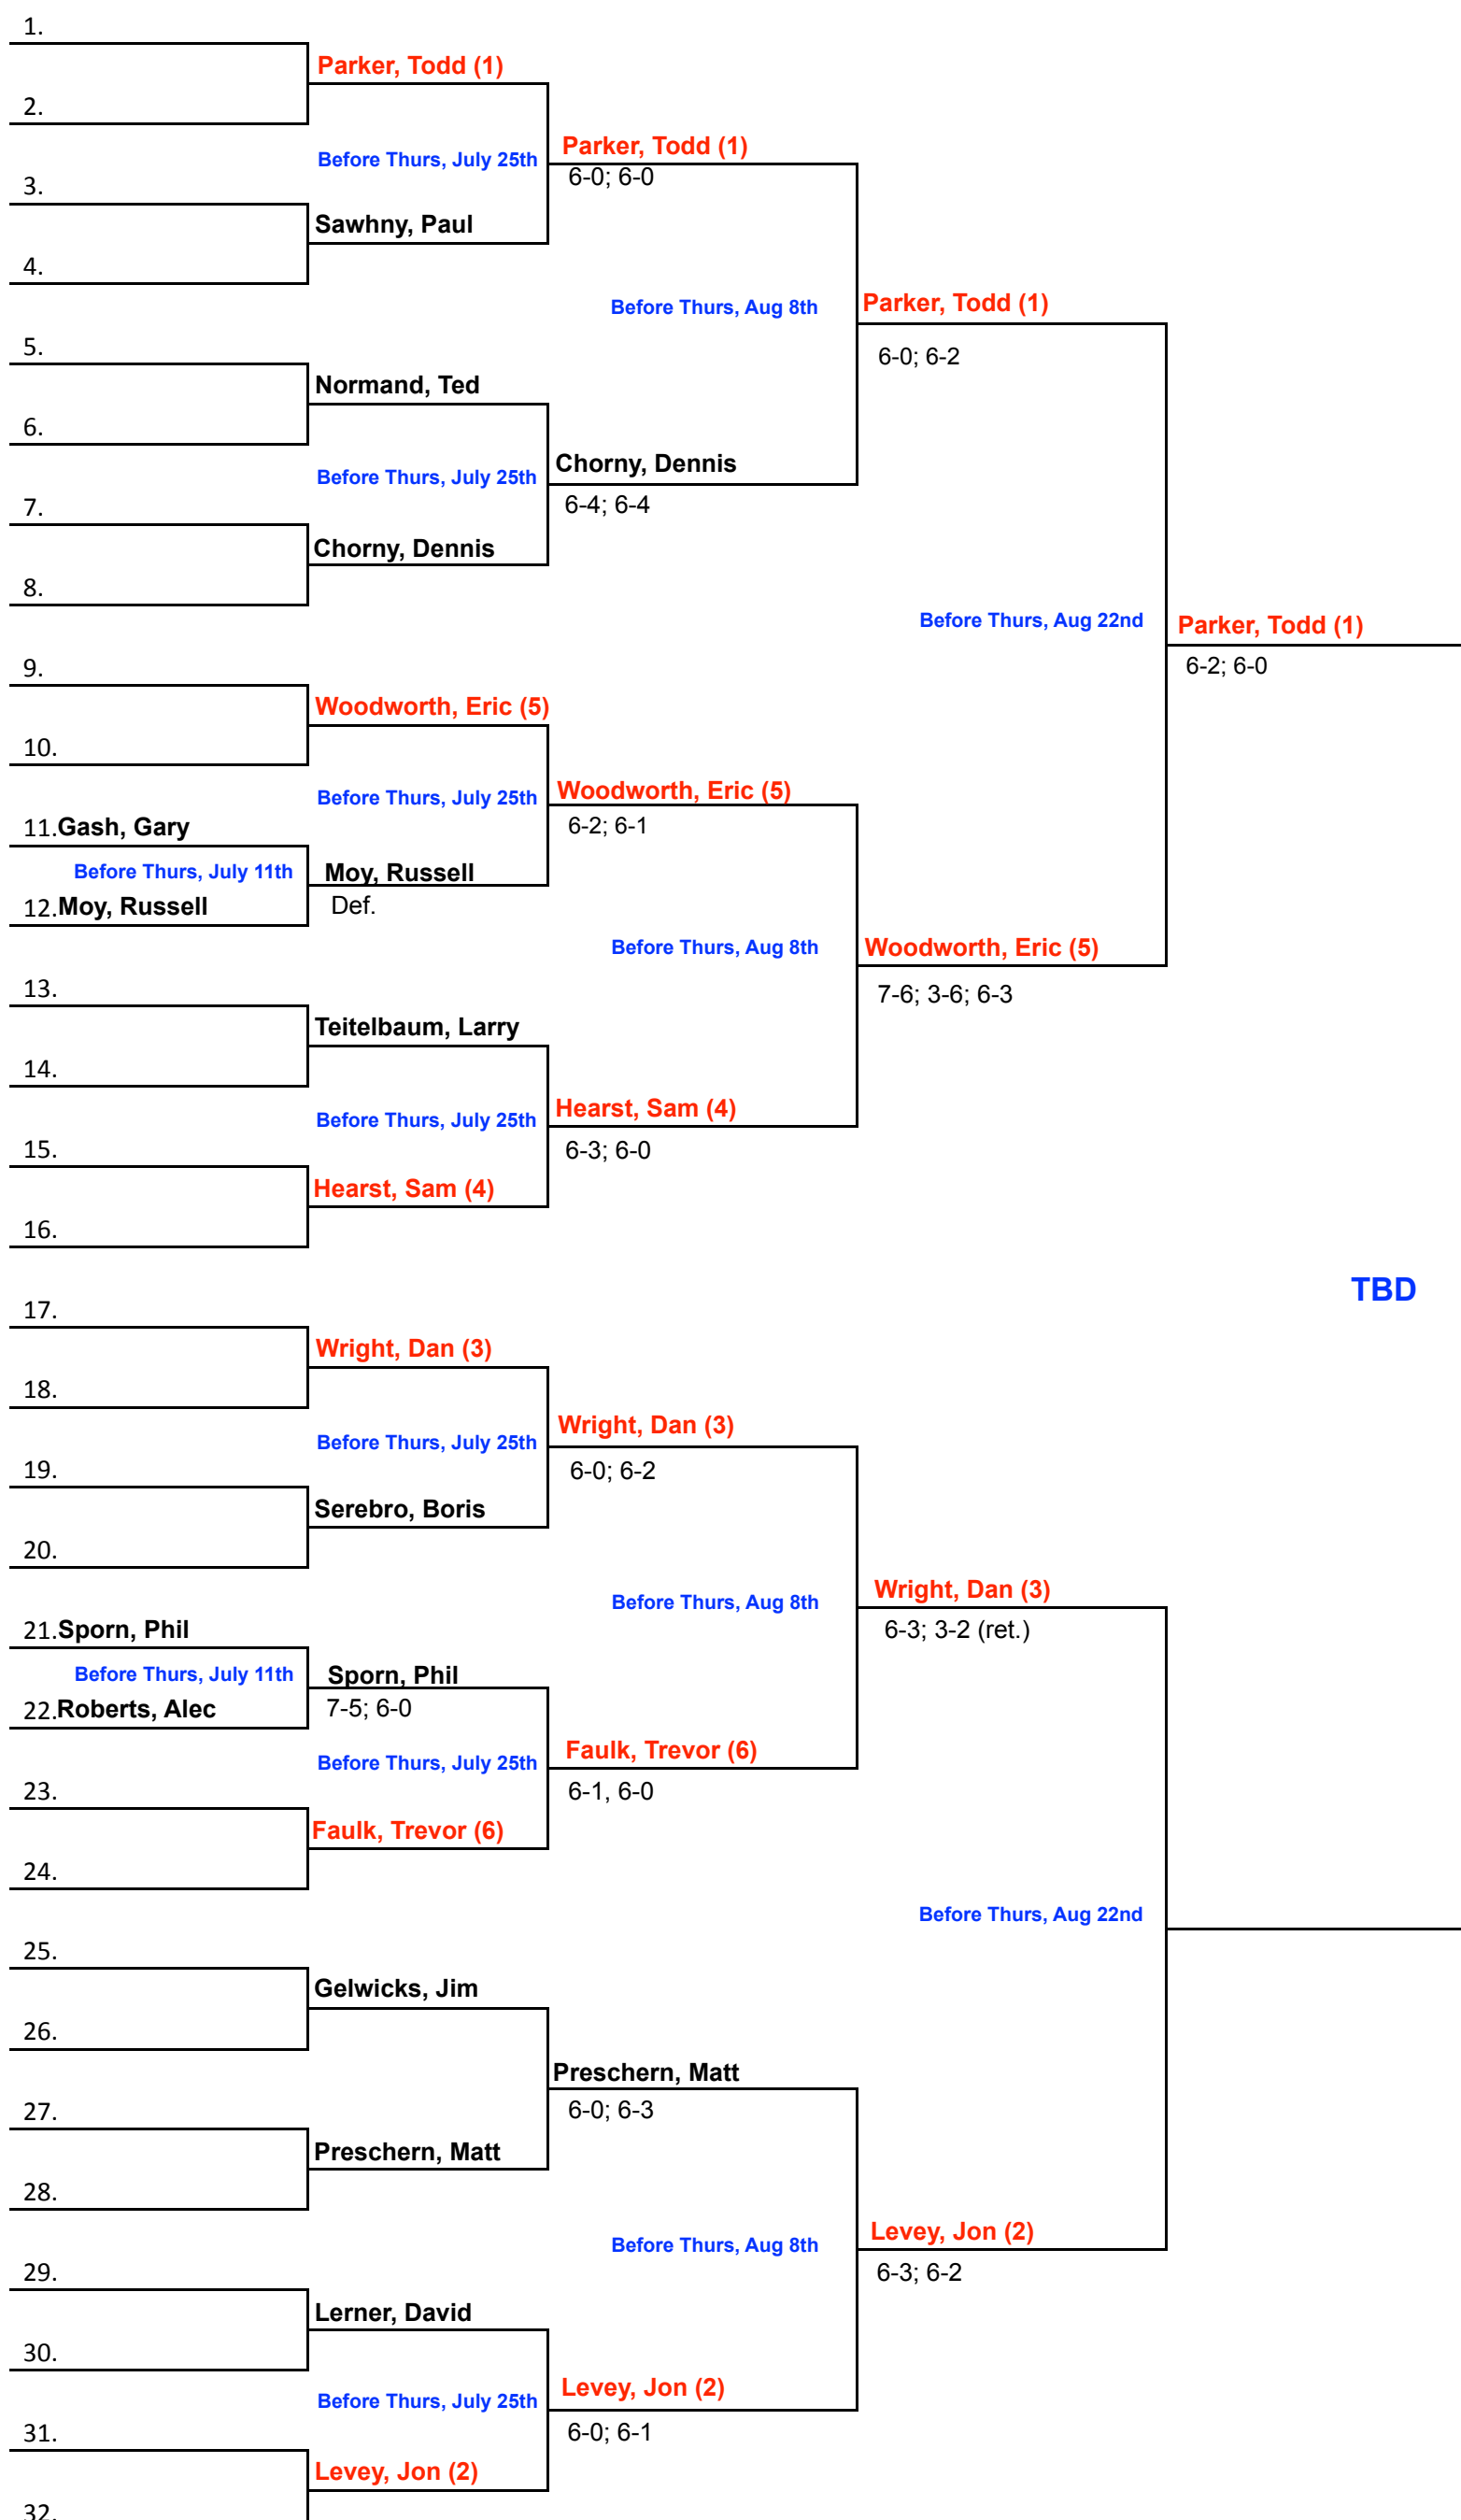 1.
Parker, Todd (1)
2.
Before Thurs, July 25th
Parker, Todd (1)
6-0; 6-0
3.
Sawhny, Paul
4.
Before Thurs, Aug 8th
Parker, Todd (1)
6-0; 6-2
5.
Normand, Ted
6.
Before Thurs, July 25th
Chorny, Dennis
6-4; 6-4
7.
Chorny, Dennis
8.
Before Thurs, Aug 22nd
Parker, Todd (1)
6-2; 6-0
9.
Woodworth, Eric (5)
10.
Before Thurs, July 25th
Woodworth, Eric (5)
6-2; 6-1
11.Gash, Gary
Before Thurs, July 11th
Moy, Russell
Def.
12.Moy, Russell
Before Thurs, Aug 8th
Woodworth, Eric (5)
7-6; 3-6; 6-3
13.
Teitelbaum, Larry
14.
Before Thurs, July 25th
Hearst, Sam (4)
6-3; 6-0
15.
Hearst, Sam (4)
16.
TBD
17.
Wright, Dan (3)
18.
Before Thurs, July 25th
Wright, Dan (3)
6-0; 6-2
19.
Serebro, Boris
20.
Before Thurs, Aug 8th
Wright, Dan (3)
6-3; 3-2 (ret.)
21.Sporn, Phil
Before Thurs, July 11th
Sporn, Phil
7-5; 6-0
22.Roberts, Alec
Before Thurs, July 25th
Faulk, Trevor (6)
6-1, 6-0
23.
Faulk, Trevor (6)
24.
Before Thurs, Aug 22nd
25.
Gelwicks, Jim
26.
Preschern, Matt
6-0; 6-3
27.
Preschern, Matt
28.
Before Thurs, Aug 8th
Levey, Jon (2)
6-3; 6-2
29.
Lerner, David
30.
Before Thurs, July 25th
Levey, Jon (2)
6-0; 6-1
31.
Levey, Jon (2)
32.